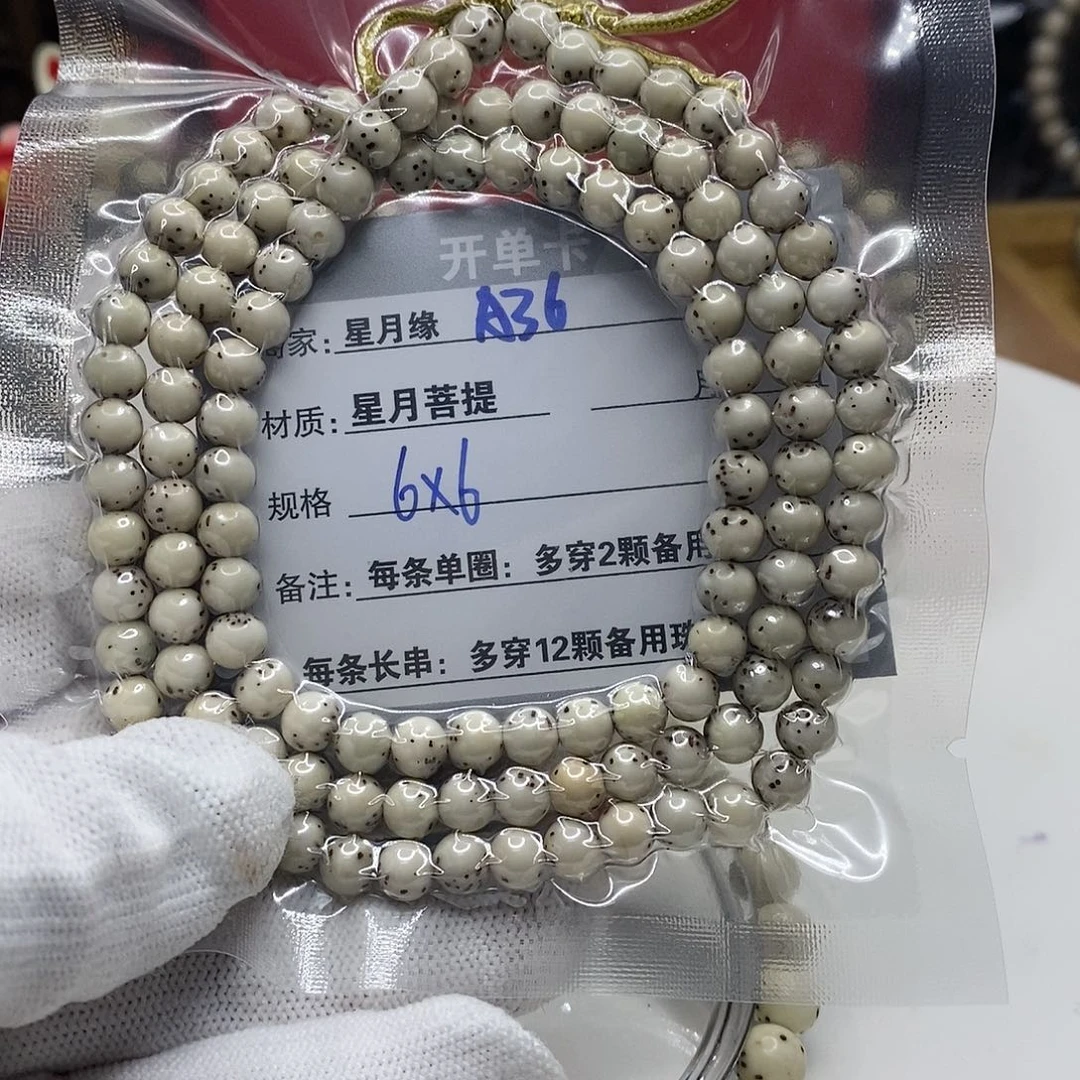 开单卡
家：星月缘 A36
材质：星月菩提
规格 6x6
备注：每条单圈：多穿2颗备用
每条长串：多穿12颗备用珠